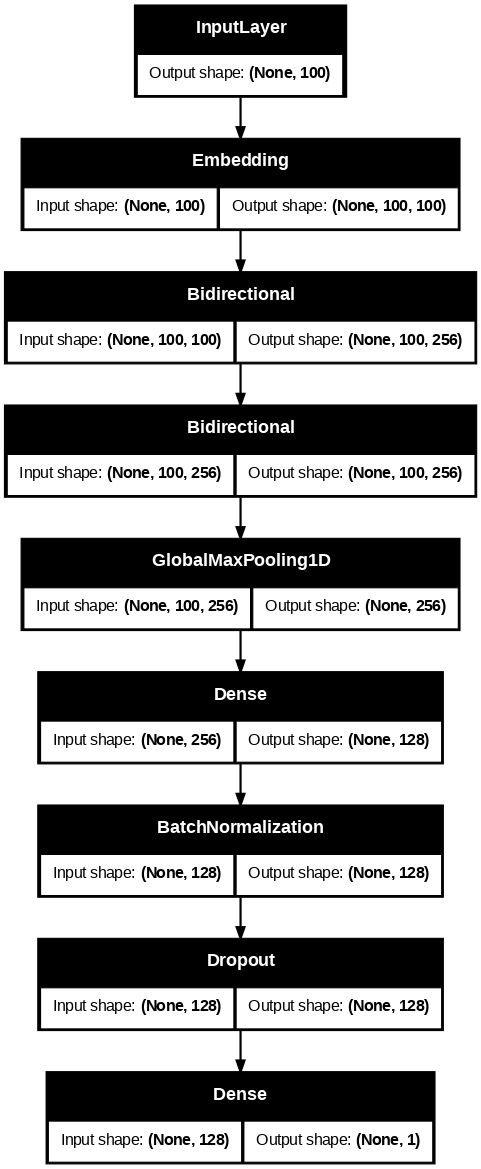 InputLayer
Output shape: (None, 100)
Embedding
Input shape: (None, 100) Output shape: (None, 100, 100)
Bidirectional
Input shape: (None, 100, 100) Output shape: (None, 100, 256)
Bidirectional
Input shape: (None, 100, 256) Output shape: (None, 100, 256)
GlobalMaxPooling1D
Input shape: (None, 100, 256) Output shape: (None, 256)
Dense
Input shape: (None, 256) Output shape: (None, 128)
BatchNormalization
Input shape: (None, 128) Output shape: (None, 128)
Dropout
Input shape: (None, 128) Output shape: (None, 128)
Dense
Input shape: (None, 128) Output shape: (None, 1)